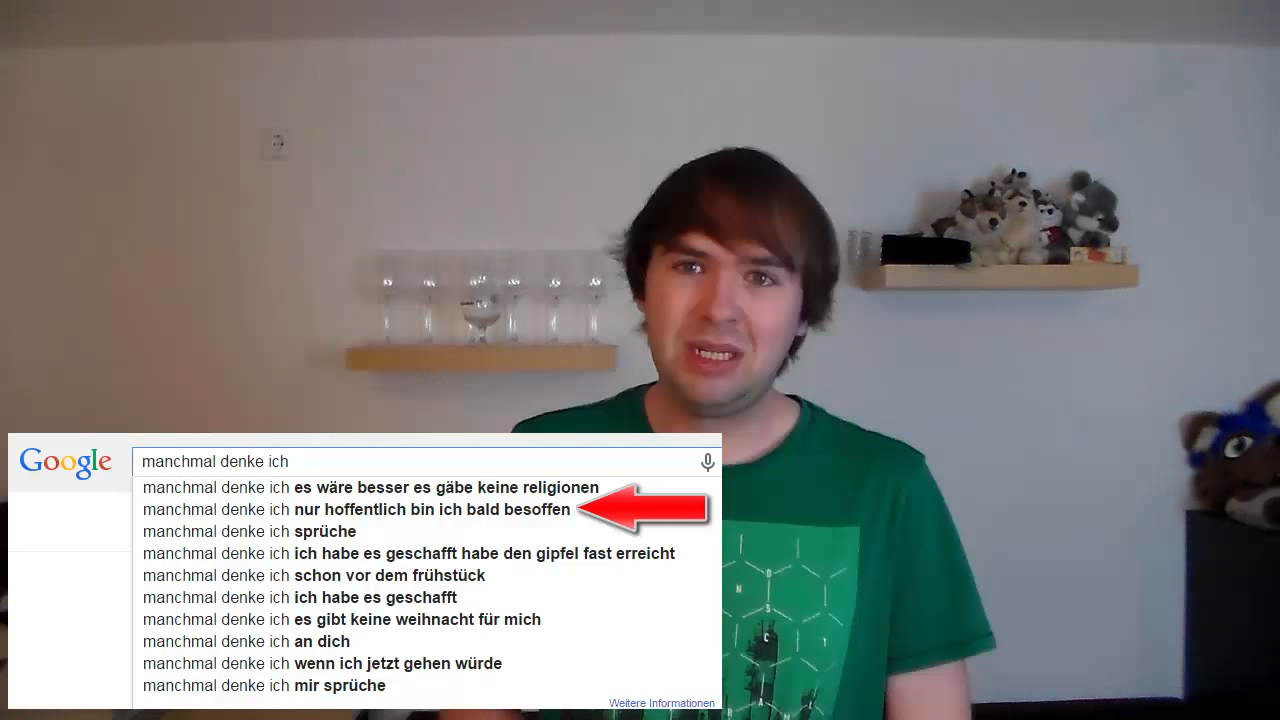 Google
manchmal denke ich
manchmal denke ich es wäre besser es gäbe keine religionen
manchmal denke ich nur hoffentlich bin ich bald besoffen
manchmal denke ich sprüche
manchmal denke ich ich habe es geschafft habe den gipfel fast erreicht
manchmal denke ich schon vor dem frühstück
manchmal denke ich ich habe es geschafft
manchmal denke ich es gibt keine weihnacht für mich
manchmal denke ich an dich
manchmal denke ich wenn ich jetzt gehen würde
manchmal denke ich mir sprüche
Weitere Informationen